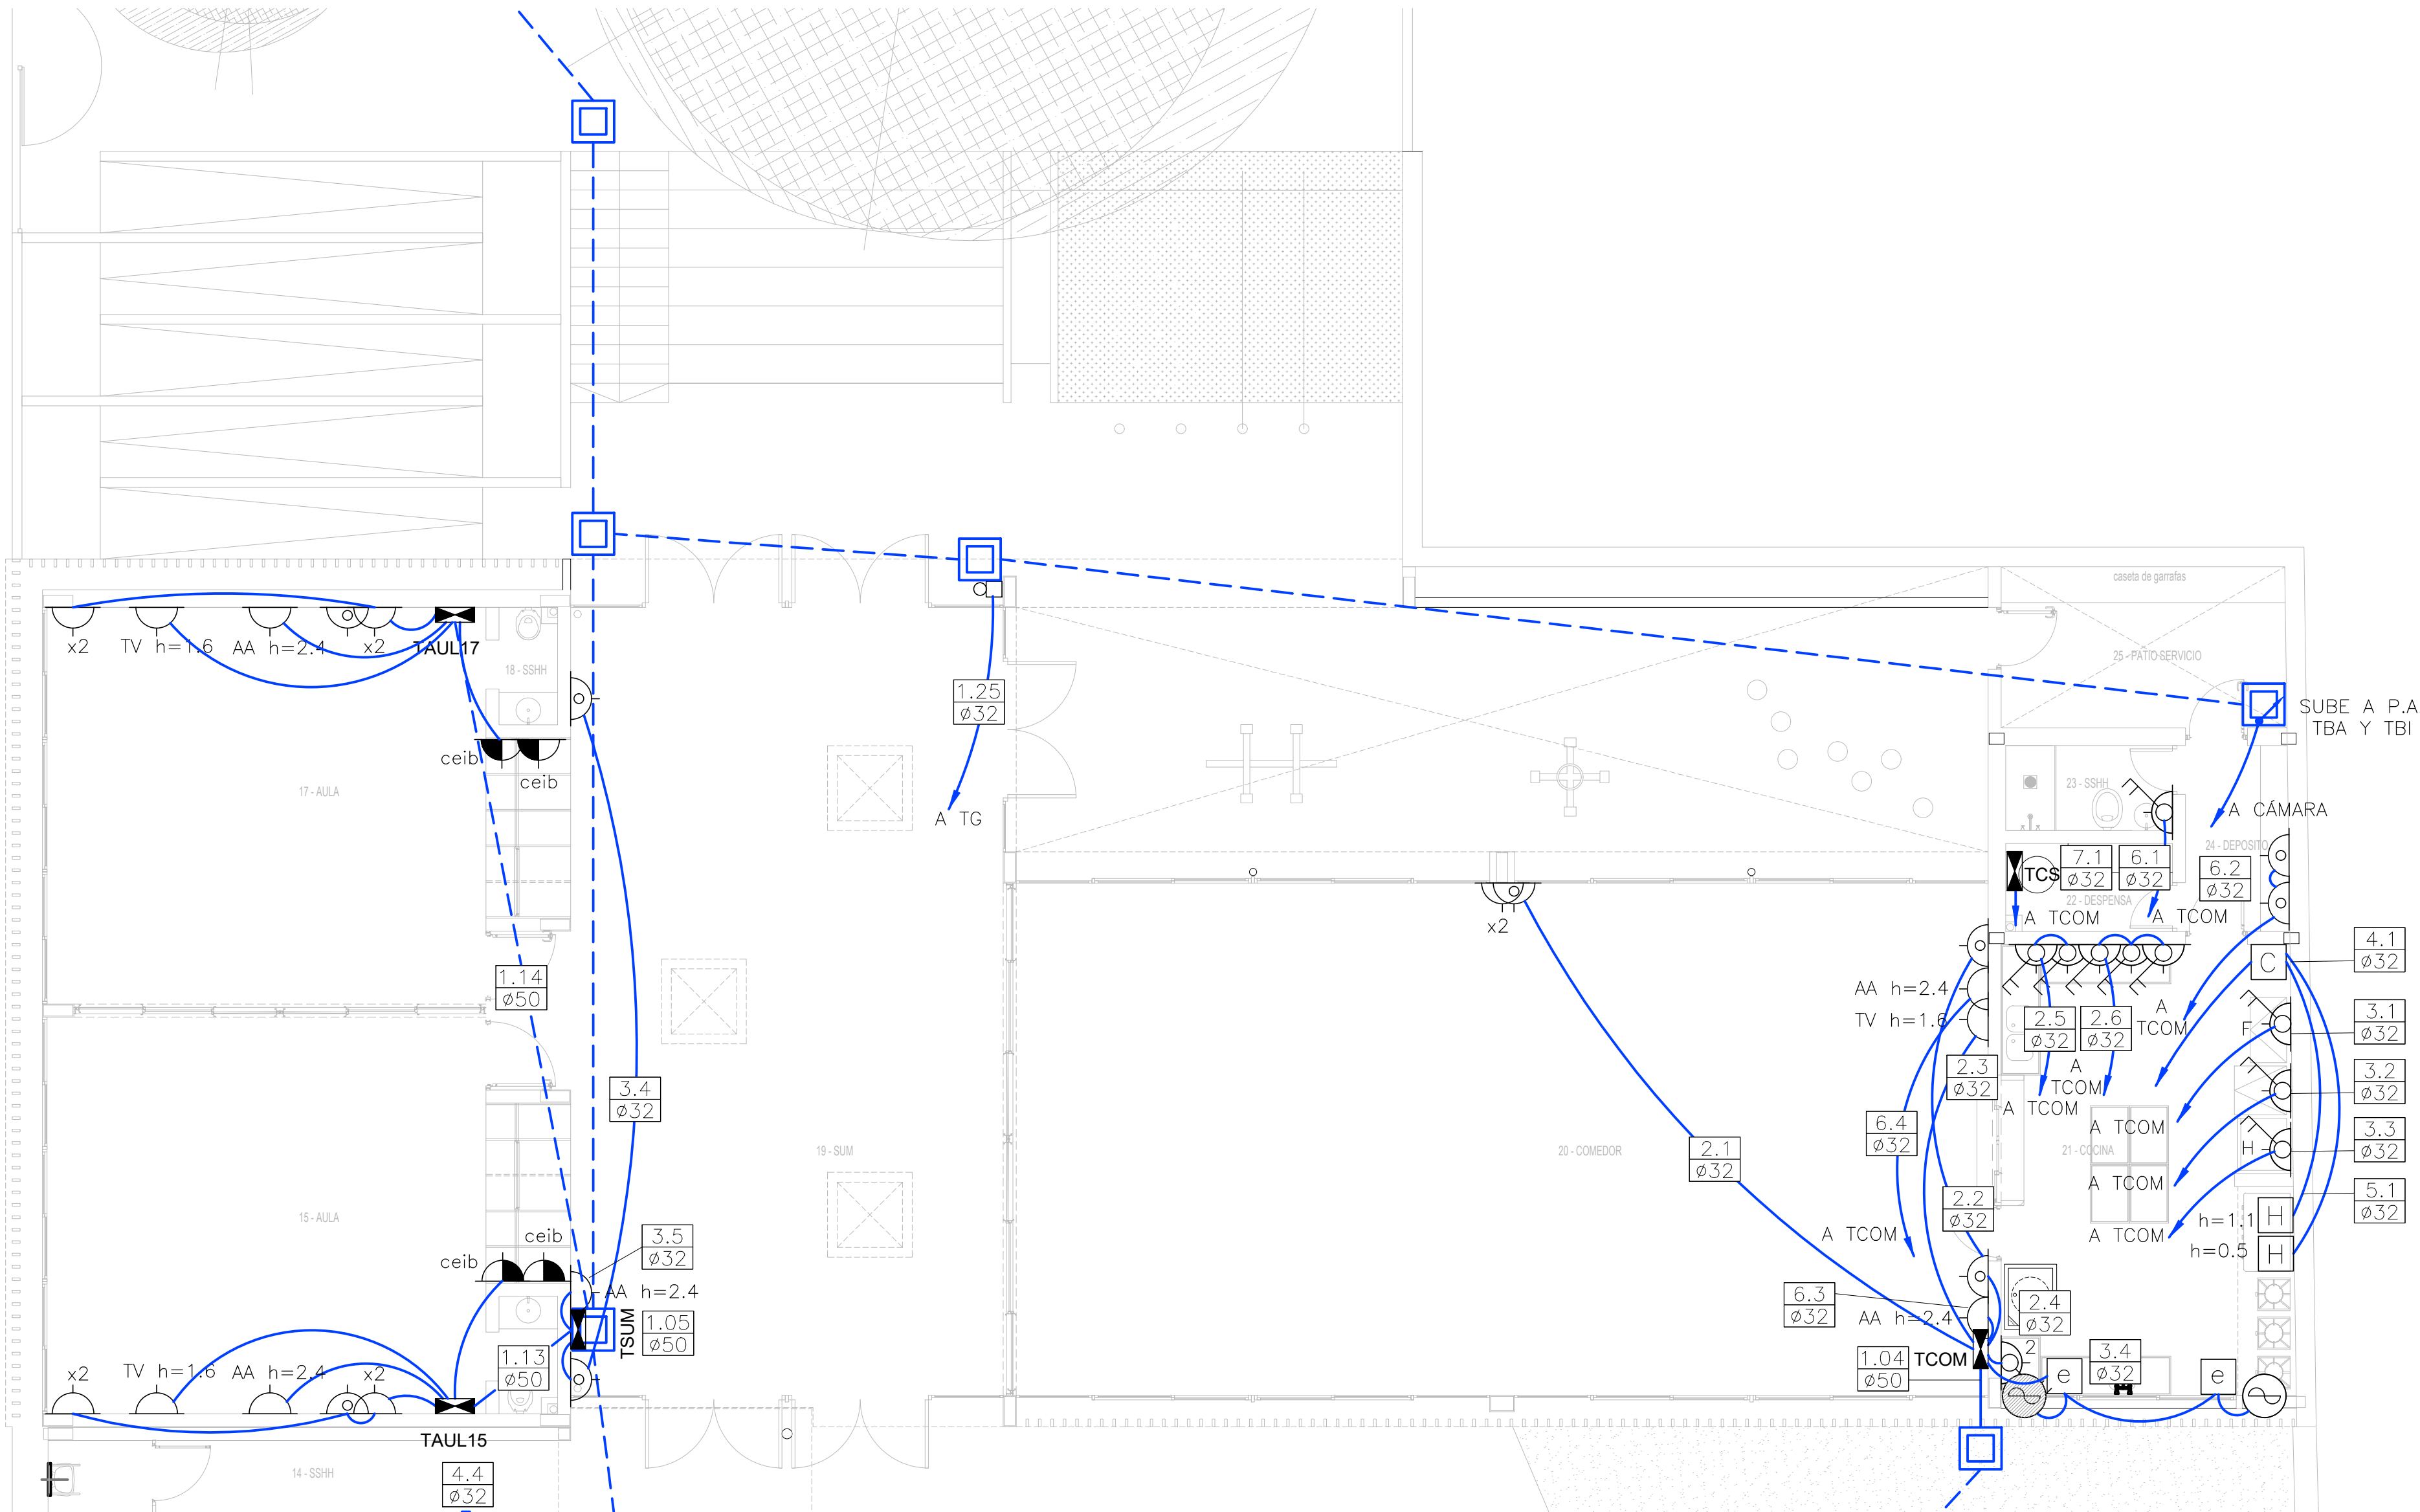 caseta de garrafas
x2
TV h=1.6
AA h=2.4
x2
TAUL17
18 - SSHH
25 - PATIO SERVICIO
1.25
ø32
SUBE A P.A
TBA Y TBI
ceib
ceib
17 - AULA
23 - SSHH
A TG
A CÁMARA
24 - DEPOSITO
7.1
ø32
6.1
ø32
6.2
ø32
TCS
22 - DESPENSA
A TCOM
A TCOM
x2
4.1
ø32
C
1.14
ø50
AA h=2.4
TV h=1.6
A
TCOM
2.5
ø32
2.6
ø32
F
3.1
ø32
2.3
ø32
A
TCOM
A TCOM
3.2
ø32
3.4
ø32
6.4
ø32
A TCOM
H
3.3
ø32
19 - SUM
20 - COMEDOR
2.1
ø32
21 - COCINA
A TCOM
5.1
ø32
15 - AULA
2.2
ø32
h=1.1
H
A TCOM
A TCOM
h=0.5
H
ceib
ceib
3.5
ø32
AA h=2.4
6.3
ø32
AA h=2.4
2.4
ø32
TSUM
1.05
ø50
1.13
ø50
1.04
ø50
TCOM
2
e
3.4
ø32
e
x2
TV h=1.6
AA h=2.4
x2
TAUL15
14 - SSHH
4.4
ø32